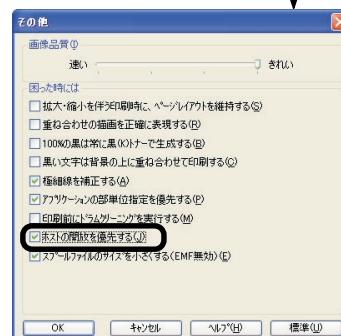 その他
画像品質(I)
速い きれい
困った時には
拡大・縮小を伴う印刷時に、ページレイアウトを維持する(S)
重ね合わせの描画を正確に表現する(R)
100%の黒は常に黒(K)トナーで生成する(B)
黒い文字は背景の上に重ね合わせて印刷する(C)
極細線を補正する(A)
アプリケーションの部単位指定を優先する(P)
印刷前にドラムクリーニングを実行する(M)
ホストの開放を優先する(J)
スプールファイルのサイズを小さくする(EMF無効)(E)
OK キャンセル ヘルプ(H) 標準(U)